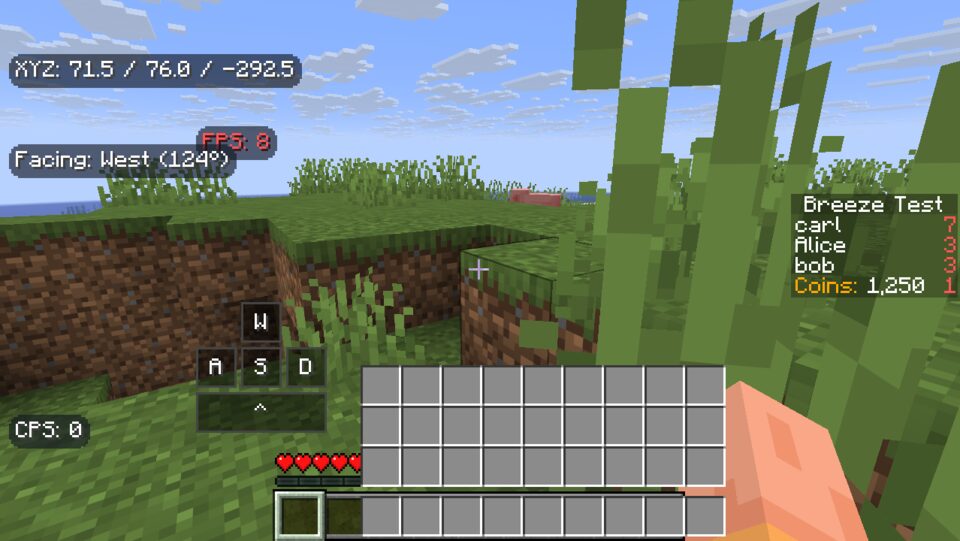 XYZ: 71.5 / 76.0 / -292.5
FPS: 8
Facing: West (124°)
Breeze Test
carl 7
Alice 3
bob 3
Coins: 1,250 1
W
A S D
^
CPS: 0